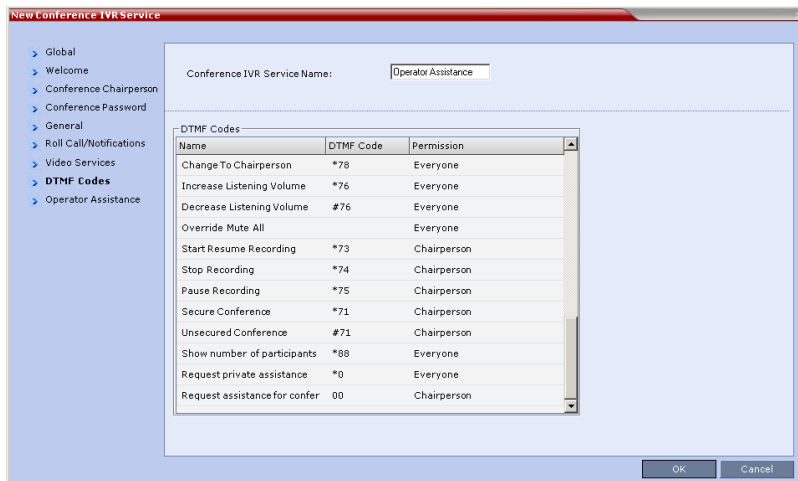 New Conference IVR Service
Global
Welcome
Conference Chairperson
Conference Password
General
Roll Call/Notifications
Video Services
DTMF Codes
Operator Assistance
Conference IVR Service Name: Operator Assistance
DTMF Codes
Name DTMF Code Permission
Change To Chairperson *78 Everyone
Increase Listening Volume *76 Everyone
Decrease Listening Volume #76 Everyone
Override Mute All Everyone
Start Resume Recording *73 Chairperson
Stop Recording *74 Chairperson
Pause Recording *75 Chairperson
Secure Conference *71 Chairperson
Unsecured Conference #71 Chairperson
Show number of participants *88 Everyone
Request private assistance *0 Everyone
Request assistance for confer 00 Chairperson
OK Cancel